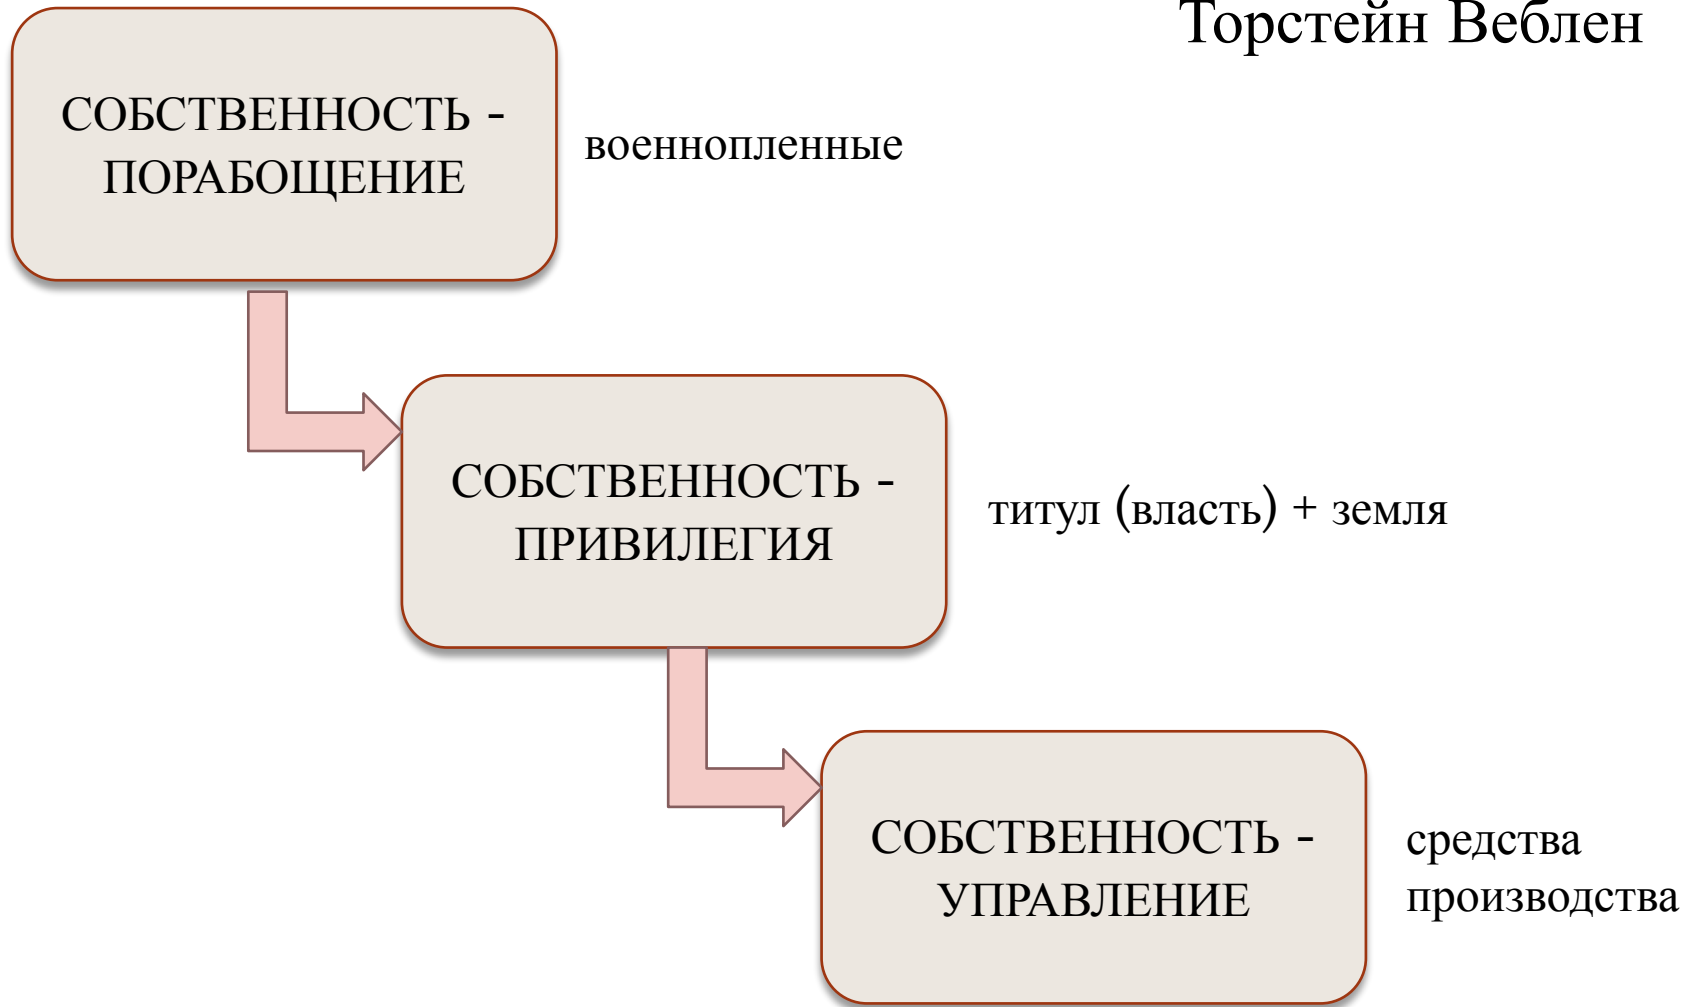 Торстейн Веблен
СОБСТВЕННОСТЬ -
ПОРАБОЩЕНИЕ
военнопленные
СОБСТВЕННОСТЬ -
ПРИВИЛЕГИЯ
титул (власть) + земля
СОБСТВЕННОСТЬ -
УПРАВЛЕНИЕ
средства
производства